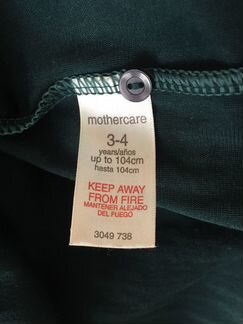 mothercare
3-4
years/años
up to 104cm
hasta 104cm
KEEP AWAY
FROM FIRE
MANTENER ALEJADO
DEL FUEGO
3049 738